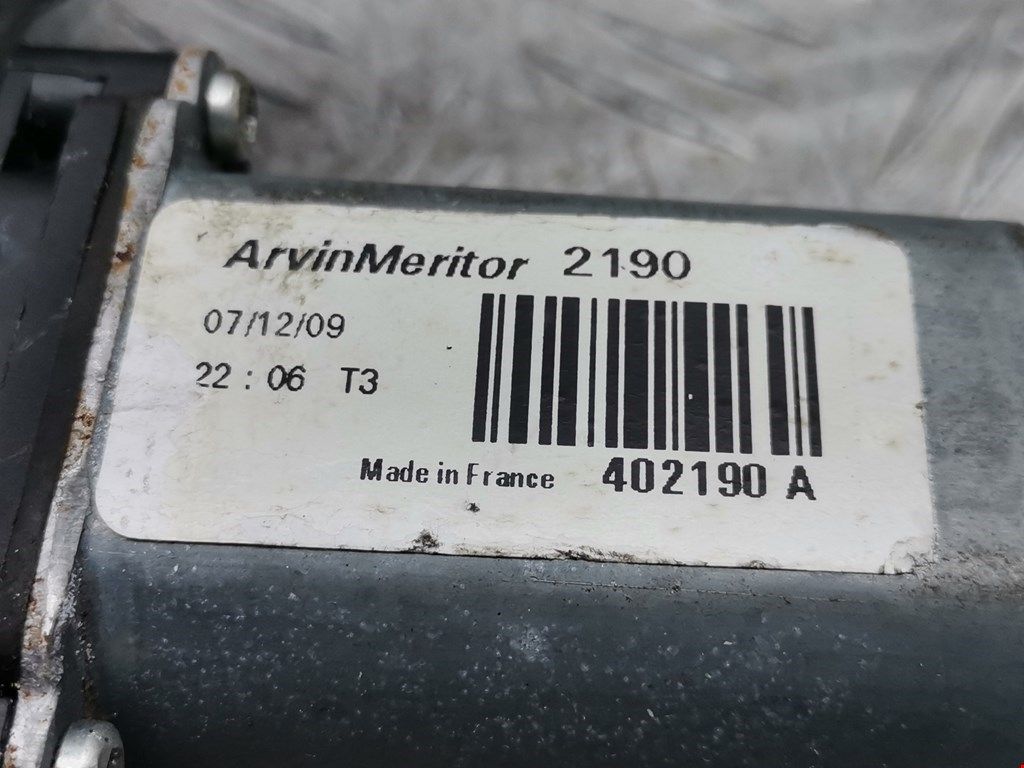 ArvinMeritor 2190
07/12/09
22 : 06 T3
Made in France 402190 A